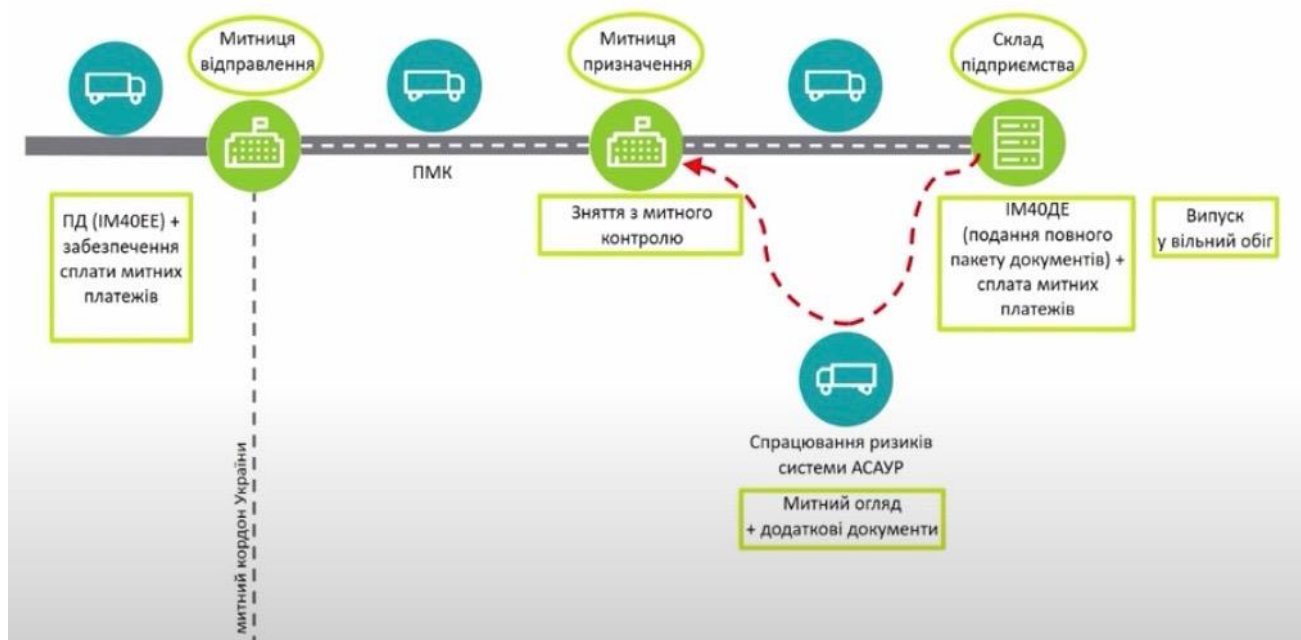 Митниця
відправлення
Митниця
призначення
Склад
підприємства
ПМК
ПД (ІМ40ЕЕ) +
забезпечення
сплати митних
платежів
Зняття з митного
контролю
ІМ40ДЕ
(подання повного
пакету документів) +
сплата митних
платежів
Випуск
у вільний обіг
Спрацювання ризиків
системи АСАУР
Митний огляд
+ додаткові документи
митний кордон України